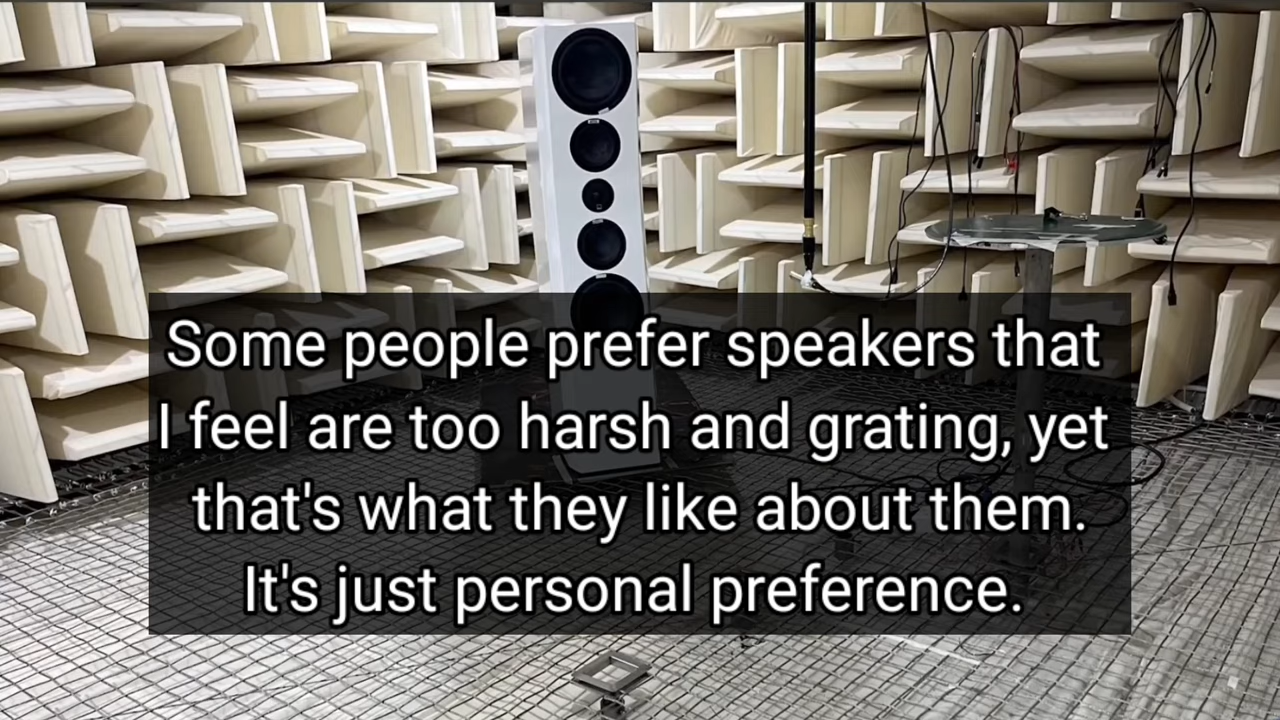 Some people prefer speakers that
I feel are too harsh and grating, yet
that's what they like about them.
It's just personal preference.